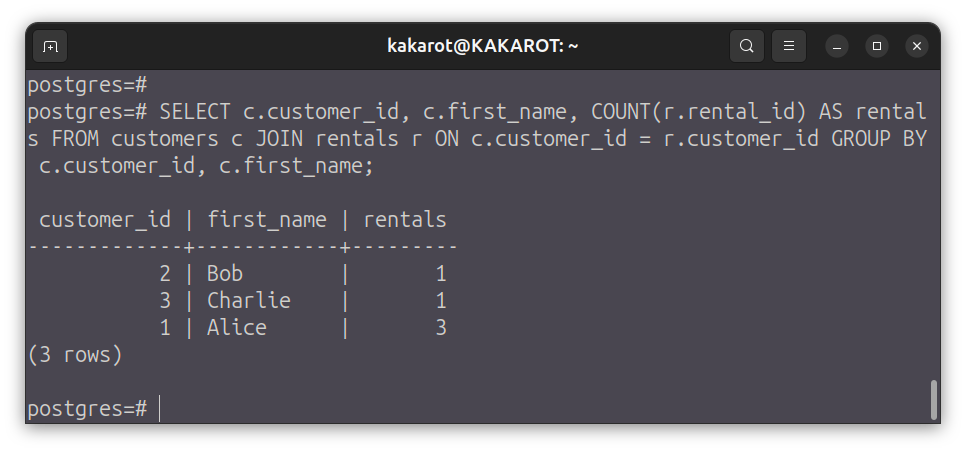 kakarot@KAKAROT: ~
postgres=#
postgres=# SELECT c.customer_id, c.first_name, COUNT(r.rental_id) AS rental
s FROM customers c JOIN rentals r ON c.customer_id = r.customer_id GROUP BY
 c.customer_id, c.first_name;
 customer_id | first_name | rentals
-------------+------------+---------
           2 | Bob        |       1
           3 | Charlie    |       1
           1 | Alice      |       3
(3 rows)
postgres=#